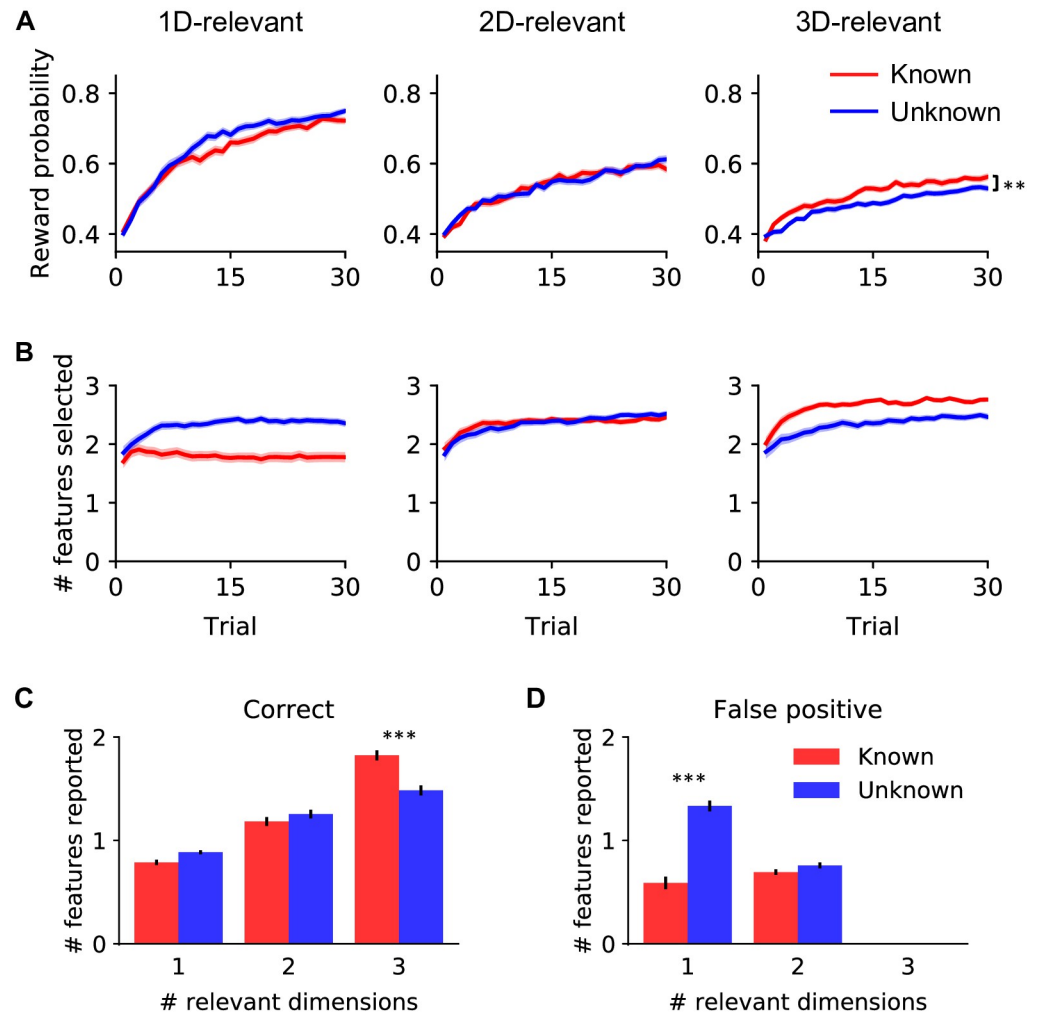 A
1D-relevant
2D-relevant
3D-relevant
Reward probability
0.8
0.6
0.4
0
15
30
0.8
0.6
0.4
0
15
30
Known
Unknown
0.8
0.6
0.4
**
0
15
30
B
# features selected
3
2
1
0
0
15
30
Trial
3
2
1
0
0
15
30
Trial
3
2
1
0
0
15
30
Trial
C
Correct
# features reported
2
1
0
***
1
2
3
# relevant dimensions
D
False positive
# features reported
2
1
0
***
Known
Unknown
1
2
3
# relevant dimensions